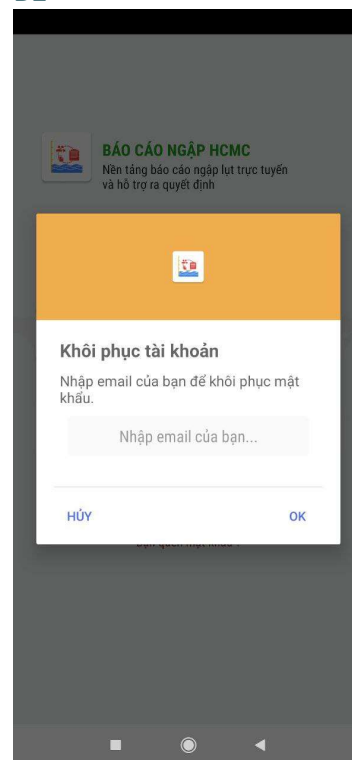 BÁO CÁO NGẬP HCMC
Nền tảng báo cáo ngập lụt trực tuyến
và hỗ trợ ra quyết định
Khôi phục tài khoản
Nhập email của bạn để khôi phục mật
khẩu.
Nhập email của bạn...
HỦY
OK